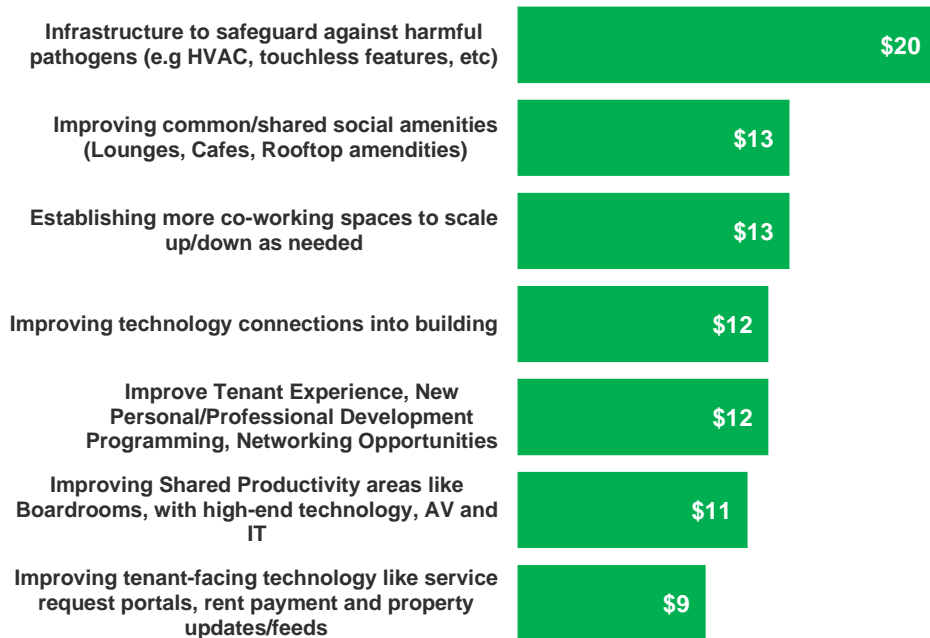 Infrastructure to safeguard against harmful
pathogens (e.g HVAC, touchless features, etc)
$20
Improving common/shared social amenities
(Lounges, Cafes, Rooftop amendities)
$13
Establishing more co-working spaces to scale
up/down as needed
$13
Improving technology connections into building
$12
Improve Tenant Experience, New
Personal/Professional Development
Programming, Networking Opportunities
$12
Improving Shared Productivity areas like
Boardrooms, with high-end technology, AV and
IT
$11
Improving tenant-facing technology like service
request portals, rent payment and property
updates/feeds
$9